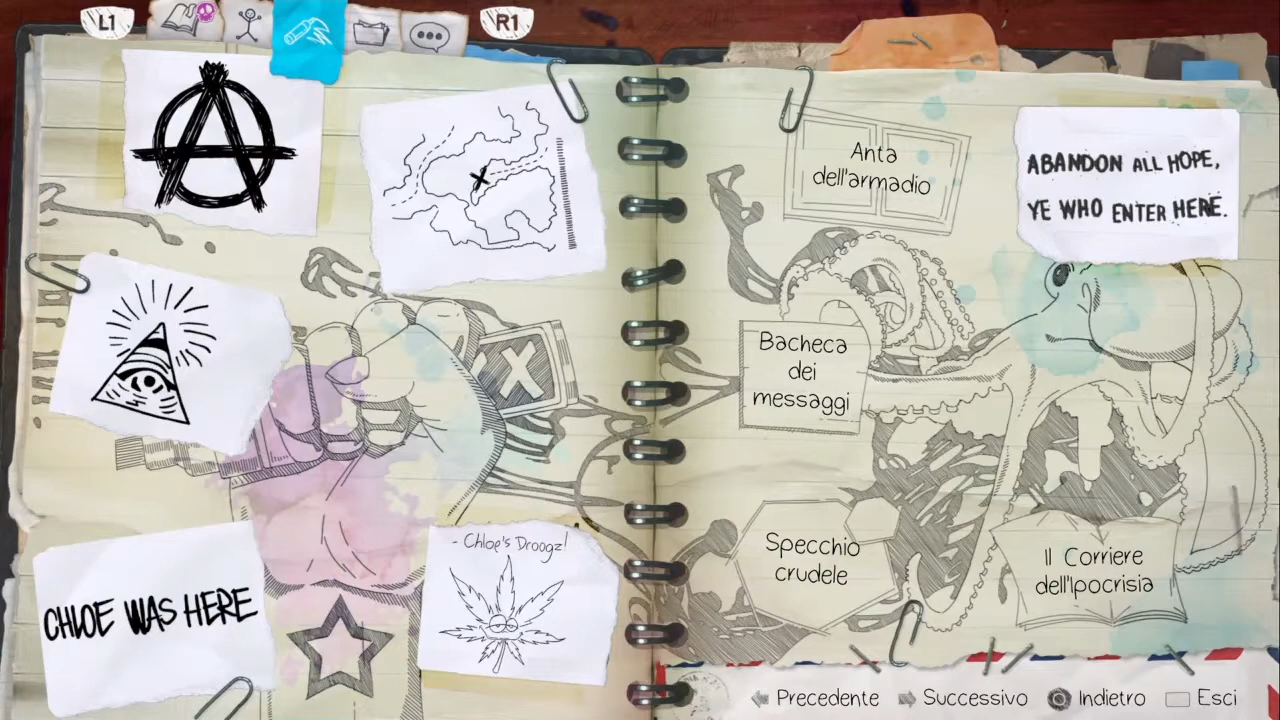 L1
R1
ABANDON ALL HOPE,
YE WHO ENTER HERE.
Anta
dell'armadio
Bacheca
dei
messaggi
CHLOE WAS HERE
- Chloe's Droogz!
Specchio
crudele
Il Corriere
dell'Ipocrisia
Precedente
Successivo
Indietro
Esci